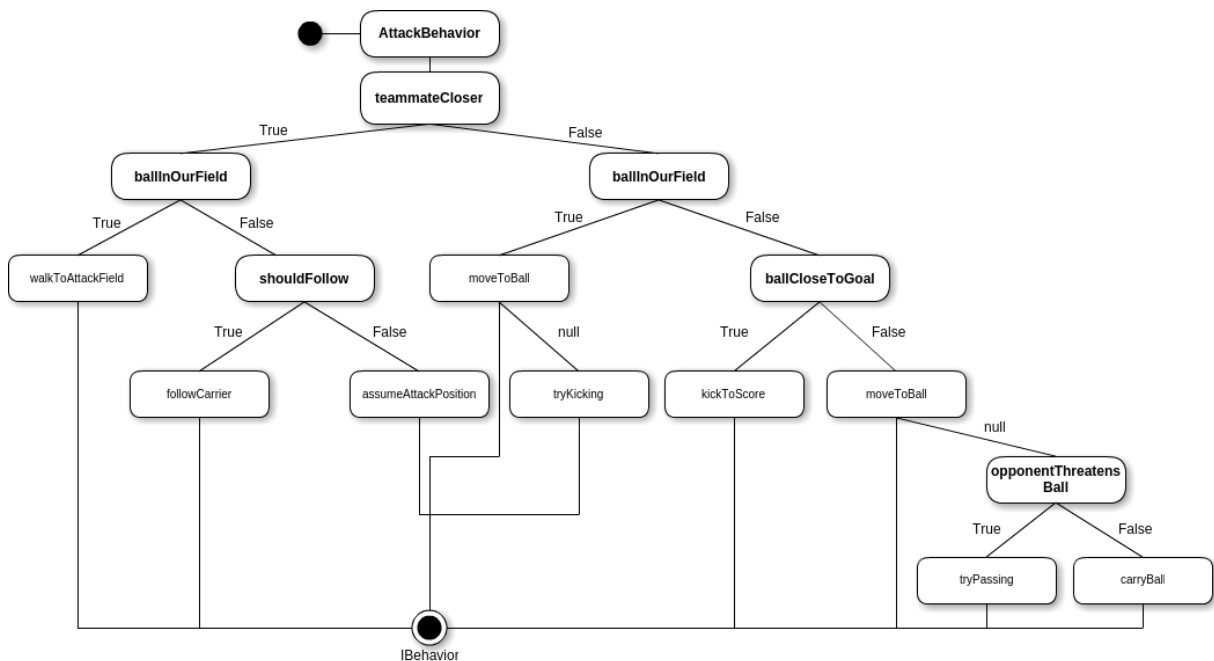 AttackBehavior
teammateCloser
True
False
ballInOurField
ballInOurField
True
False
True
False
walkToAttackField
shouldFollow
moveToBall
ballCloseToGoal
True
False
null
True
False
followCarrier
assumeAttackPosition
tryKicking
kickToScore
moveToBall
null
opponentThreatens
Ball
True
False
tryPassing
carryBall
IBehavior